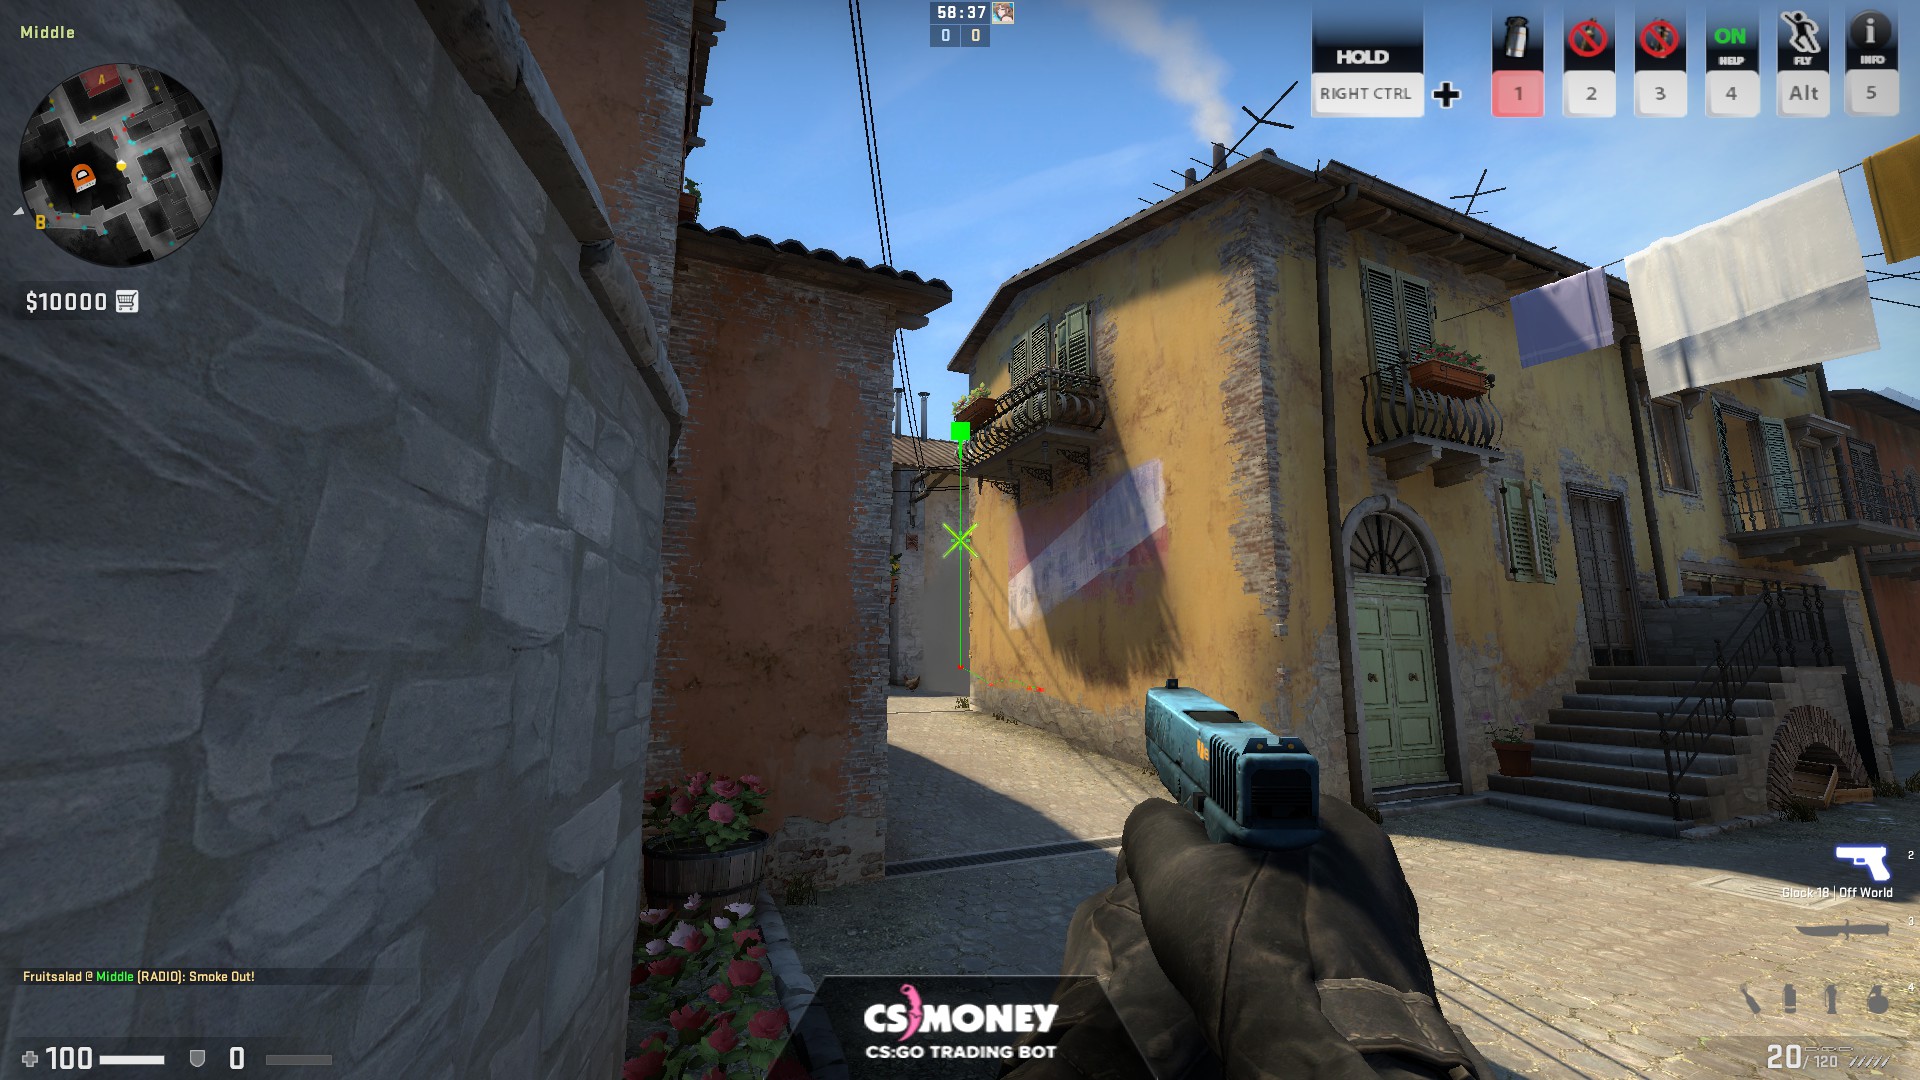 Middle
58:37
0 0
A
B
$10000
HOLD
RIGHT CTRL
1
2
3
ON
HELP
4
FLY
Alt
INFO
5
2
Glock-18 | Off World
3
4
Fruitsalad @ Middle (RADIO): Smoke Out!
CS MONEY
CS:GO TRADING BOT
100
0
20 / 120